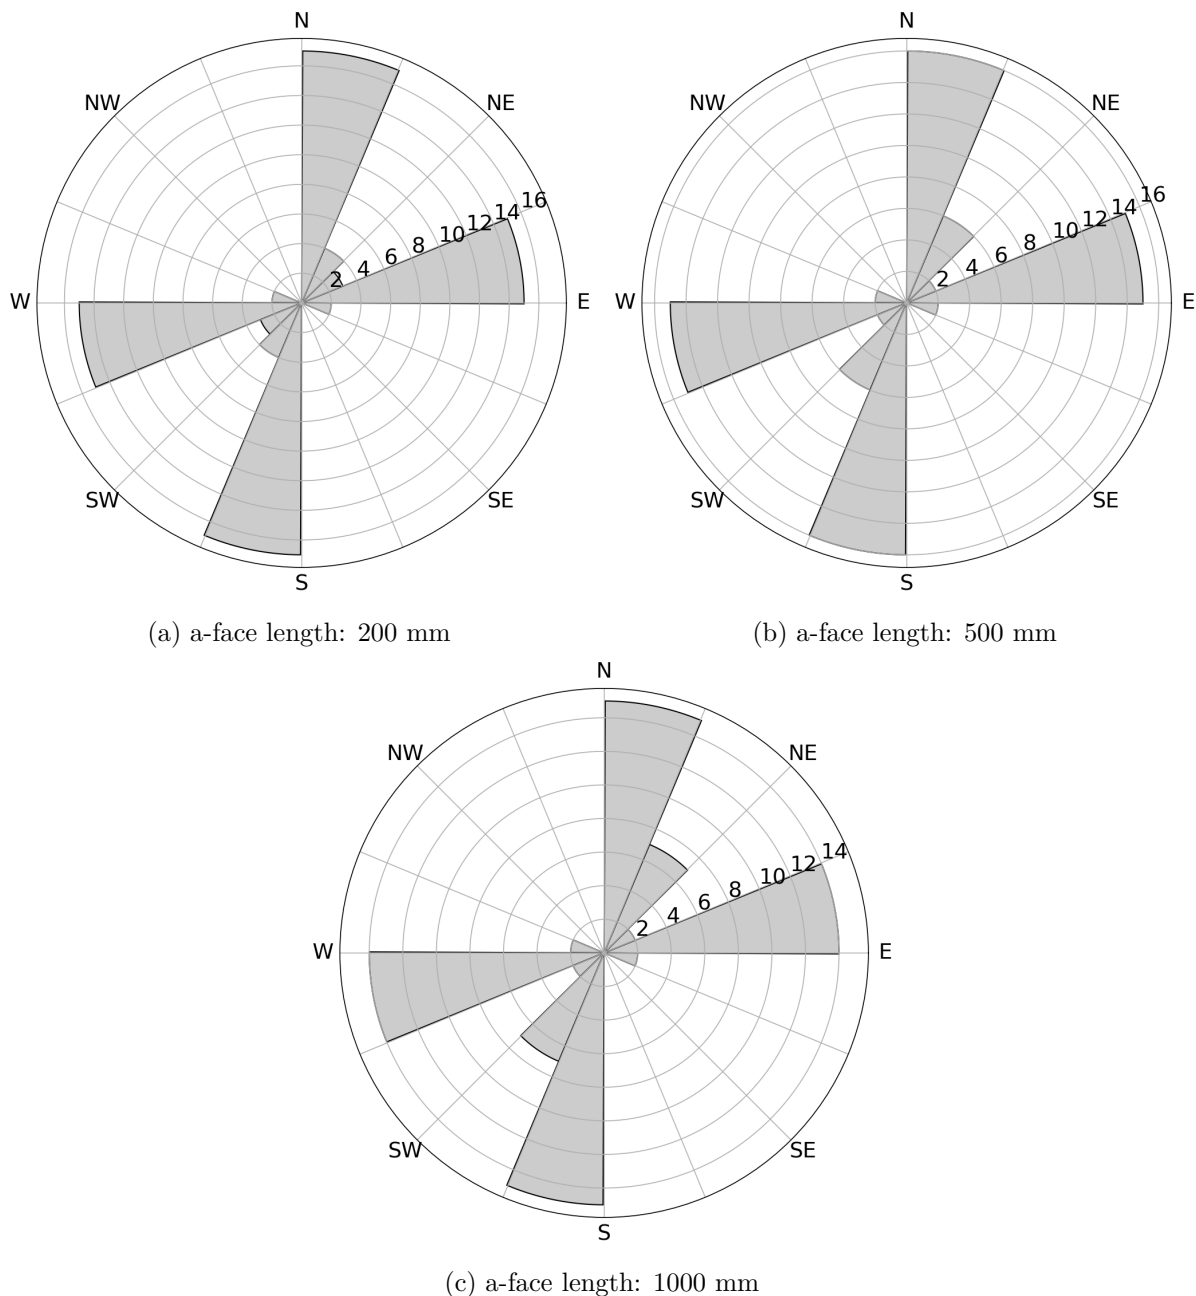 N
N
NW
NE
NW
NE
16
14
12
10
8
6
4
2
16
14
12
10
8
6
4
2
W
E
W
E
SW
SE
SW
SE
S
S
(a) a-face length: 200 mm
(b) a-face length: 500 mm
N
NW
NE
14
12
10
8
6
4
2
W
E
SW
SE
S
(c) a-face length: 1000 mm